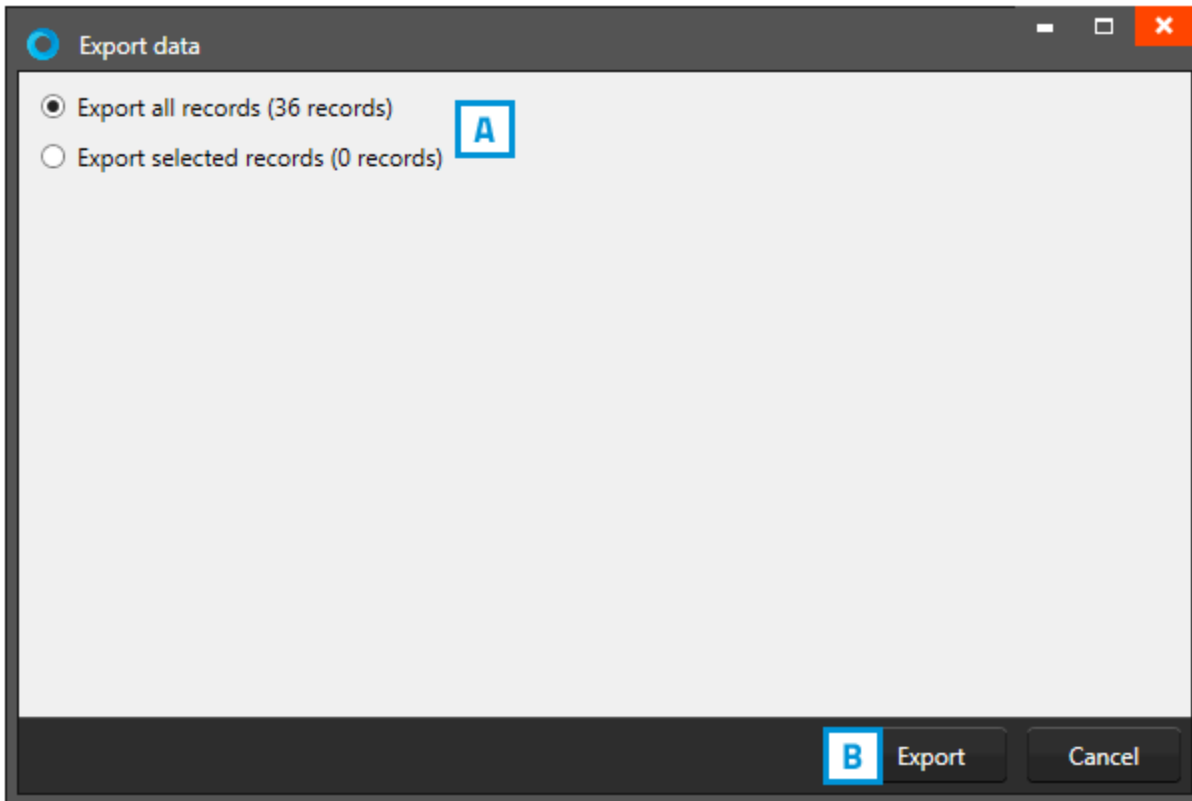 Export data
Export all records (36 records)
A
Export selected records (0 records)
B Export Cancel